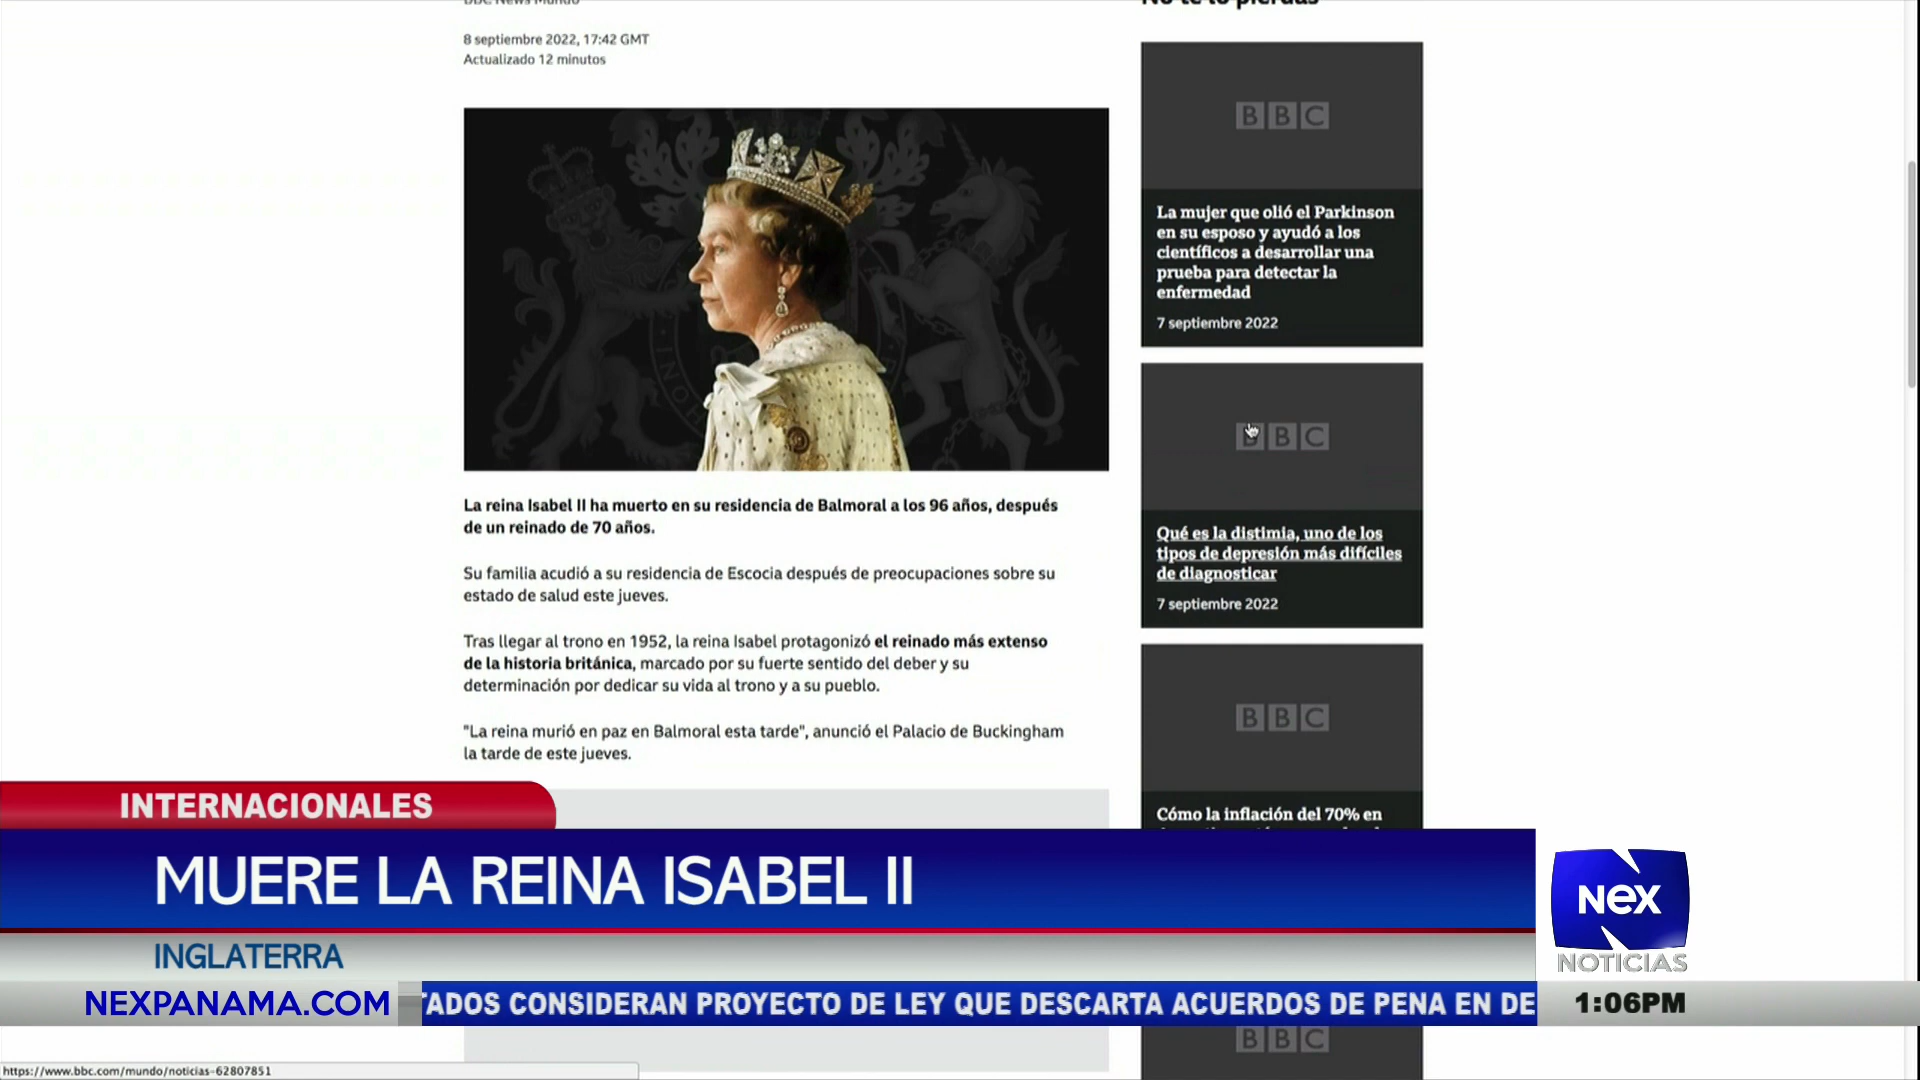 BBC News Mundo
8 septiembre 2022, 17:42 GMT
Actualizado 12 minutos
La reina Isabel II ha muerto en su residencia de Balmoral a los 96 años, después
de un reinado de 70 años.
Su familia acudió a su residencia de Escocia después de preocupaciones sobre su
estado de salud este jueves.
Tras llegar al trono en 1952, la reina Isabel protagonizó el reinado más extenso
de la historia británica, marcado por su fuerte sentido del deber y su
determinación por dedicar su vida al trono y a su pueblo.
"La reina murió en paz en Balmoral esta tarde", anunció el Palacio de Buckingham
la tarde de este jueves.
No te lo pierdas
BBC
La mujer que olió el Parkinson
en su esposo y ayudó a los
científicos a desarrollar una
prueba para detectar la
enfermedad
7 septiembre 2022
BBC
Qué es la distimia, uno de los
tipos de depresión más difíciles
de diagnosticar
7 septiembre 2022
BBC
Cómo la inflación del 70% en
BBC
INTERNACIONALES
MUERE LA REINA ISABEL II
INGLATERRA
NEXPANAMA.COM
TADOS CONSIDERAN PROYECTO DE LEY QUE DESCARTA ACUERDOS DE PENA EN DE
NEX
NOTICIAS
1:06PM
https://www.bbc.com/mundo/noticias-62807851